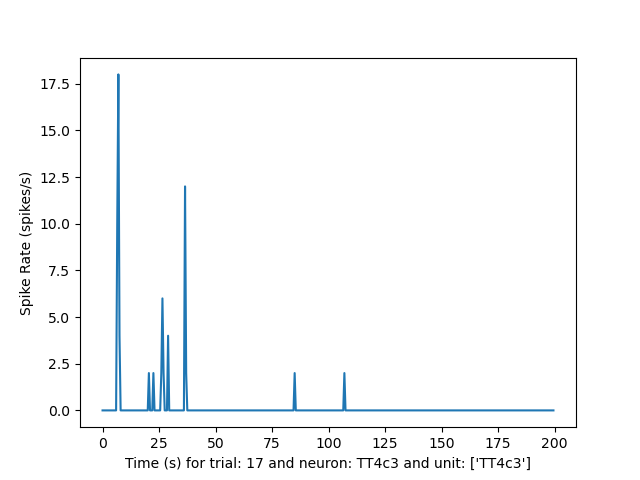 17.5
15.0
12.5
10.0
7.5
5.0
2.5
0.0
Spike Rate (spikes/s)
0 25 50 75 100 125 150 175 200
Time (s) for trial: 17 and neuron: TT4c3 and unit: ['TT4c3']